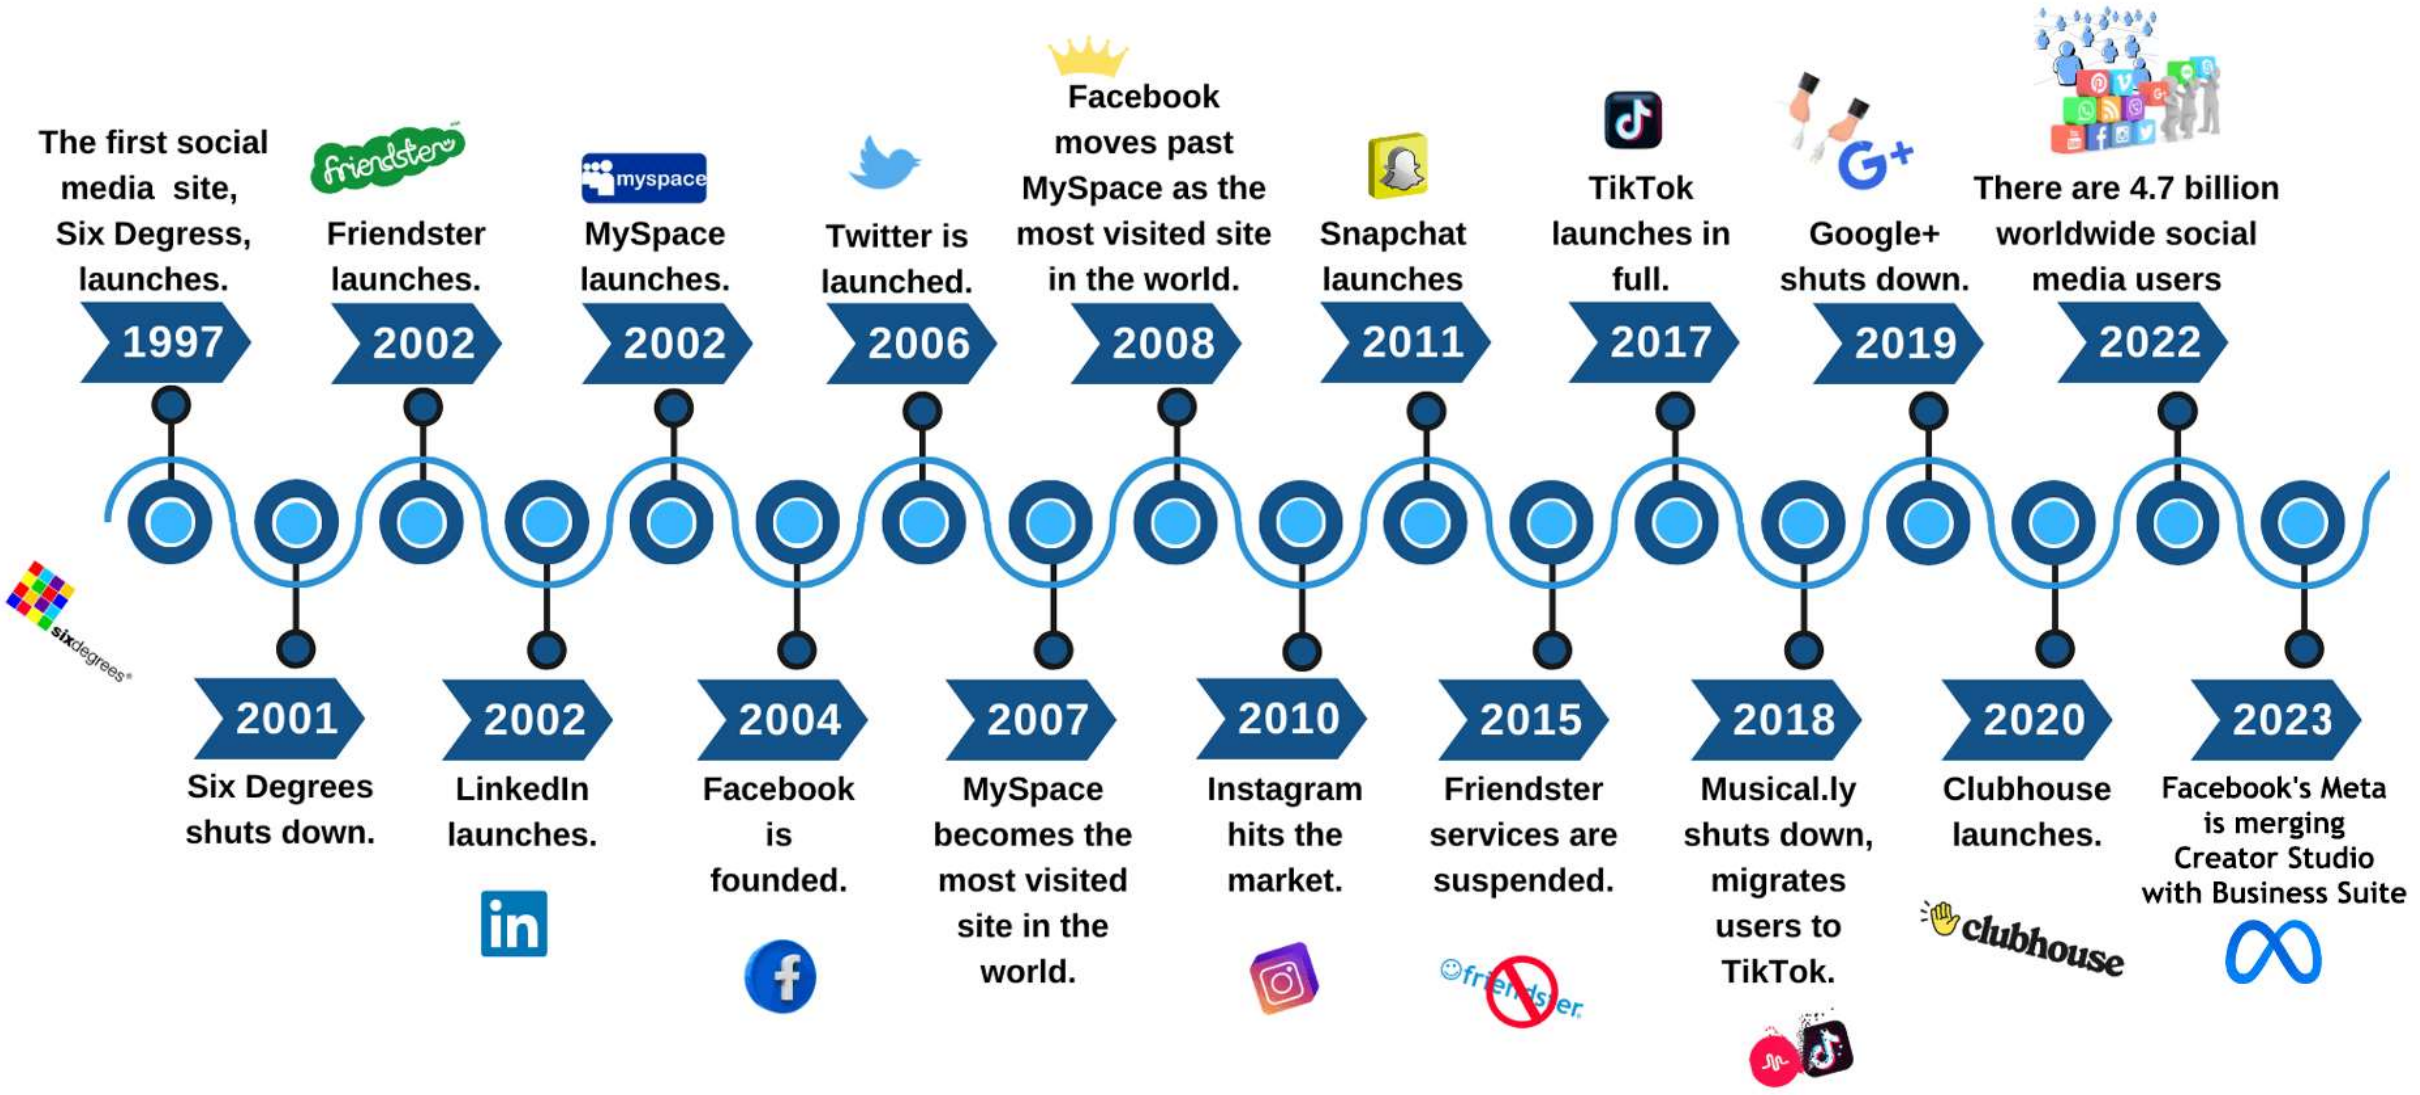 The first social
media site,
Six Degress,
launches.
1997
friendster
Friendster
launches.
2002
myspace
MySpace
launches.
2002
Twitter is
launched.
2006
Facebook
moves past
MySpace as the
most visited site
in the world.
2008
Snapchat
launches
2011
TikTok
launches in
full.
2017
G+
Google+
shuts down.
2019
There are 4.7 billion
worldwide social
media users
2022
sixdegrees®
2001
Six Degrees
shuts down.
2002
LinkedIn
launches.
in
2004
Facebook
is
founded.
f
2007
MySpace
becomes the
most visited
site in the
world.
2010
Instagram
hits the
market.
2015
Friendster
services are
suspended.
friendster
2018
Musical.ly
shuts down,
migrates
users to
TikTok.
2020
Clubhouse
launches.
clubhouse
2023
Facebook's Meta
is merging
Creator Studio
with Business Suite